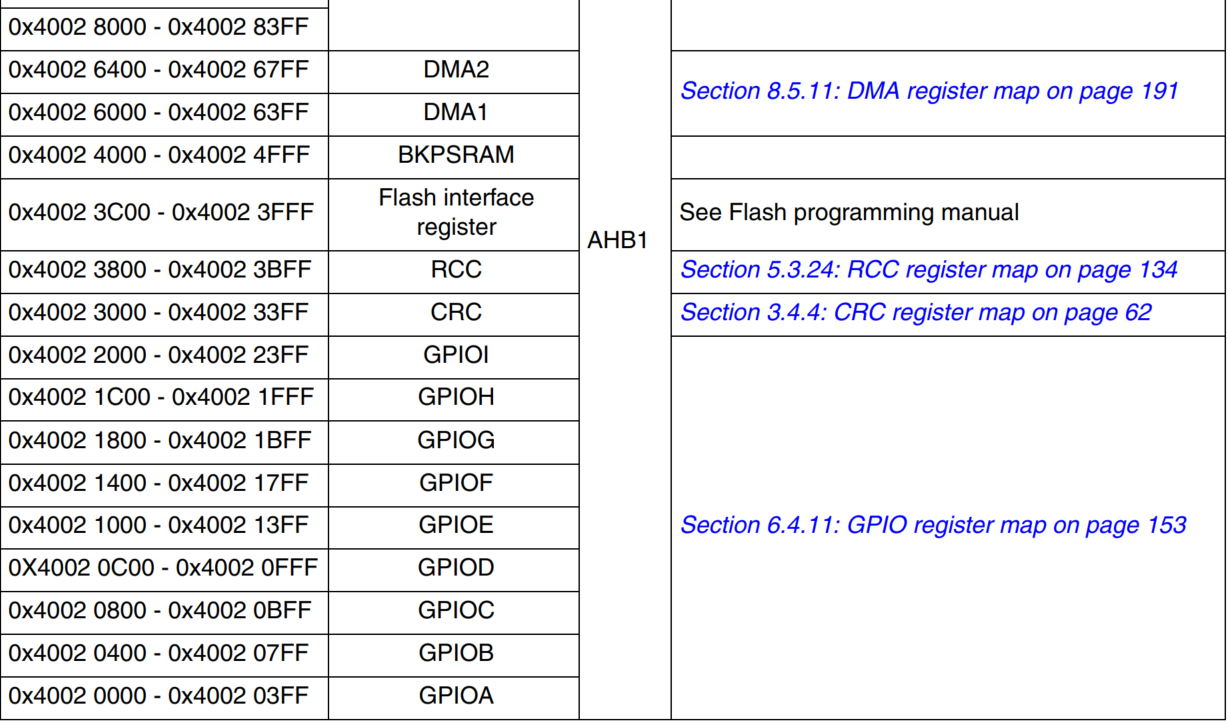 0x4002 8000 - 0x4002 83FF
0x4002 6400 - 0x4002 67FF DMA2
Section 8.5.11: DMA register map on page 191
0x4002 6000 - 0x4002 63FF DMA1
0x4002 4000 - 0x4002 4FFF BKPSRAM
0x4002 3C00 - 0x4002 3FFF Flash interface
register
See Flash programming manual
AHB1
0x4002 3800 - 0x4002 3BFF RCC Section 5.3.24: RCC register map on page 134
0x4002 3000 - 0x4002 33FF CRC Section 3.4.4: CRC register map on page 62
0x4002 2000 - 0x4002 23FF GPIOI
0x4002 1C00 - 0x4002 1FFF GPIOH
0x4002 1800 - 0x4002 1BFF GPIOG
0x4002 1400 - 0x4002 17FF GPIOF
0x4002 1000 - 0x4002 13FF GPIOE Section 6.4.11: GPIO register map on page 153
0X4002 0C00 - 0x4002 0FFF GPIOD
0x4002 0800 - 0x4002 0BFF GPIOC
0x4002 0400 - 0x4002 07FF GPIOB
0x4002 0000 - 0x4002 03FF GPIOA